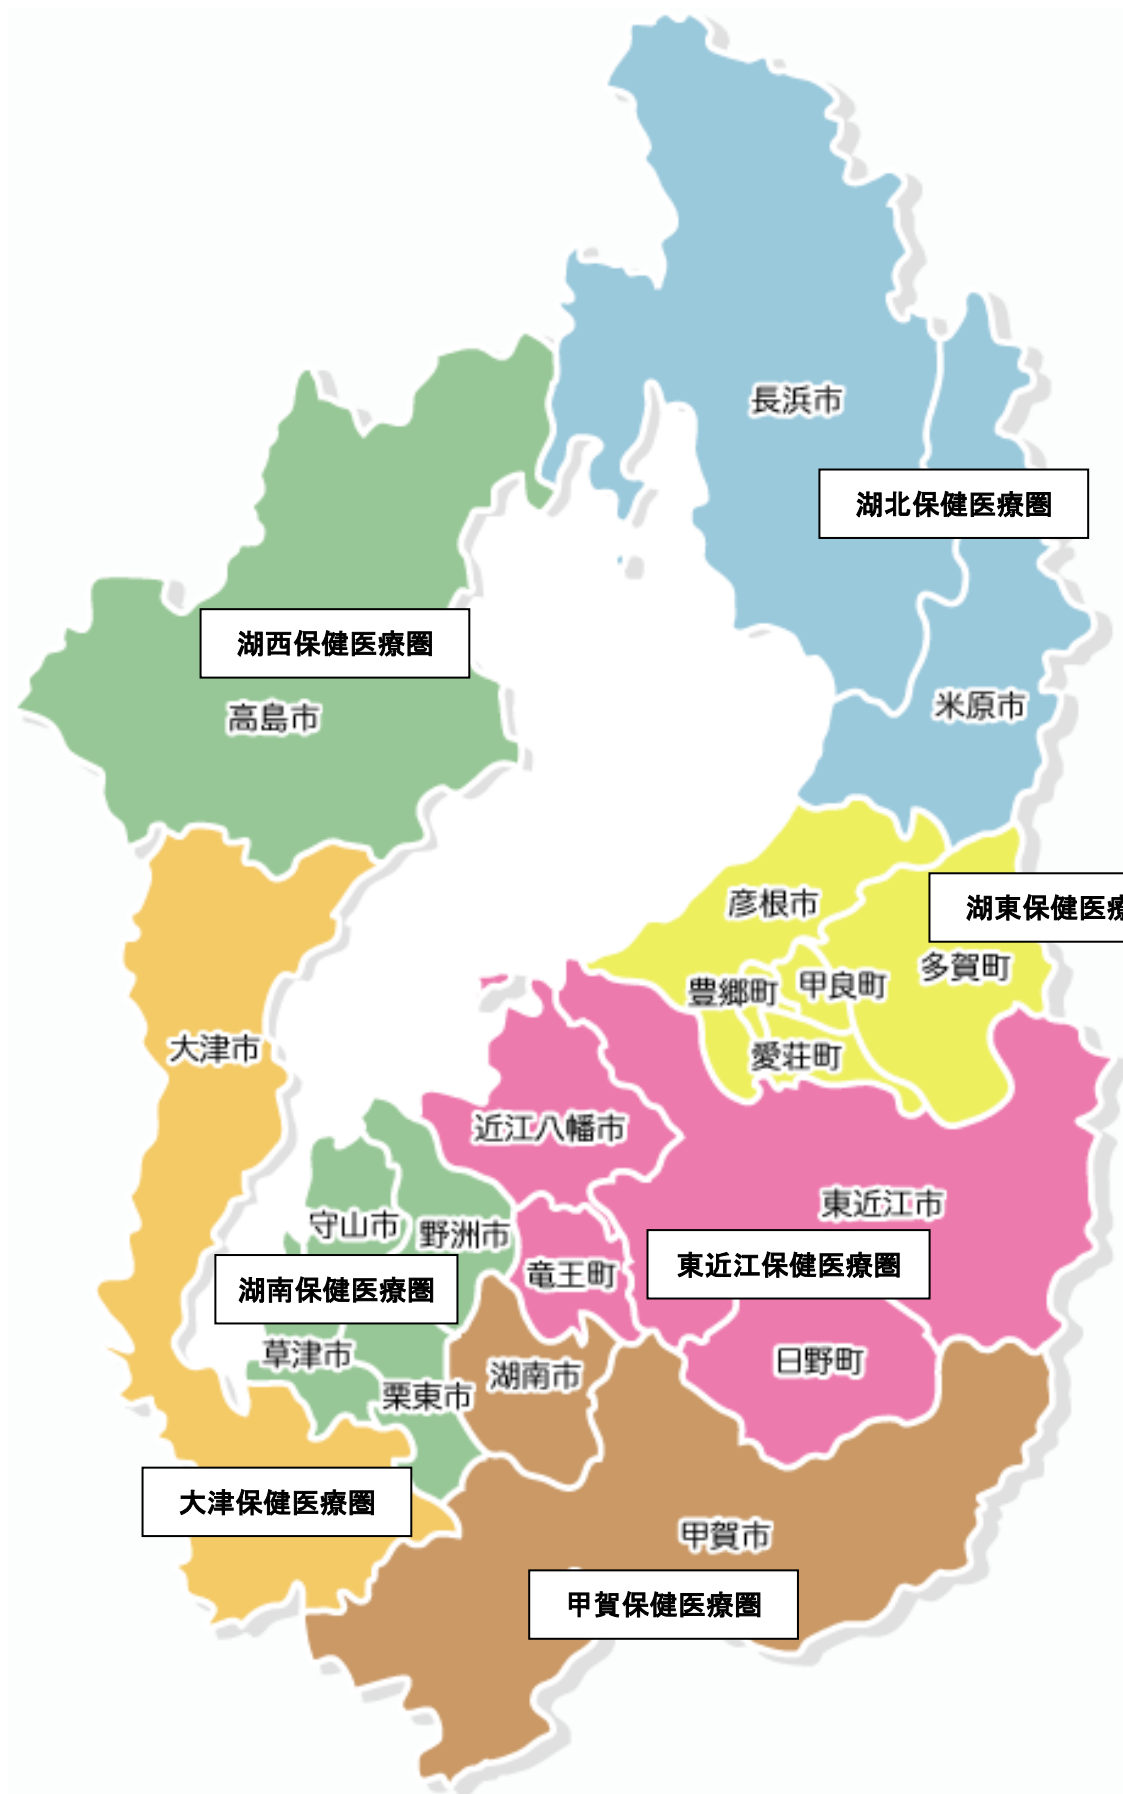 長浜市
湖北保健医療圏
湖西保健医療圏
高島市
米原市
彦根市
湖東保健医療
多賀町
豊郷町
甲良町
大津市
愛荘町
近江八幡市
東近江市
守山市
野洲市
東近江保健医療圏
竜王町
湖南保健医療圏
草津市
日野町
湖南市
栗東市
大津保健医療圏
甲賀市
甲賀保健医療圏